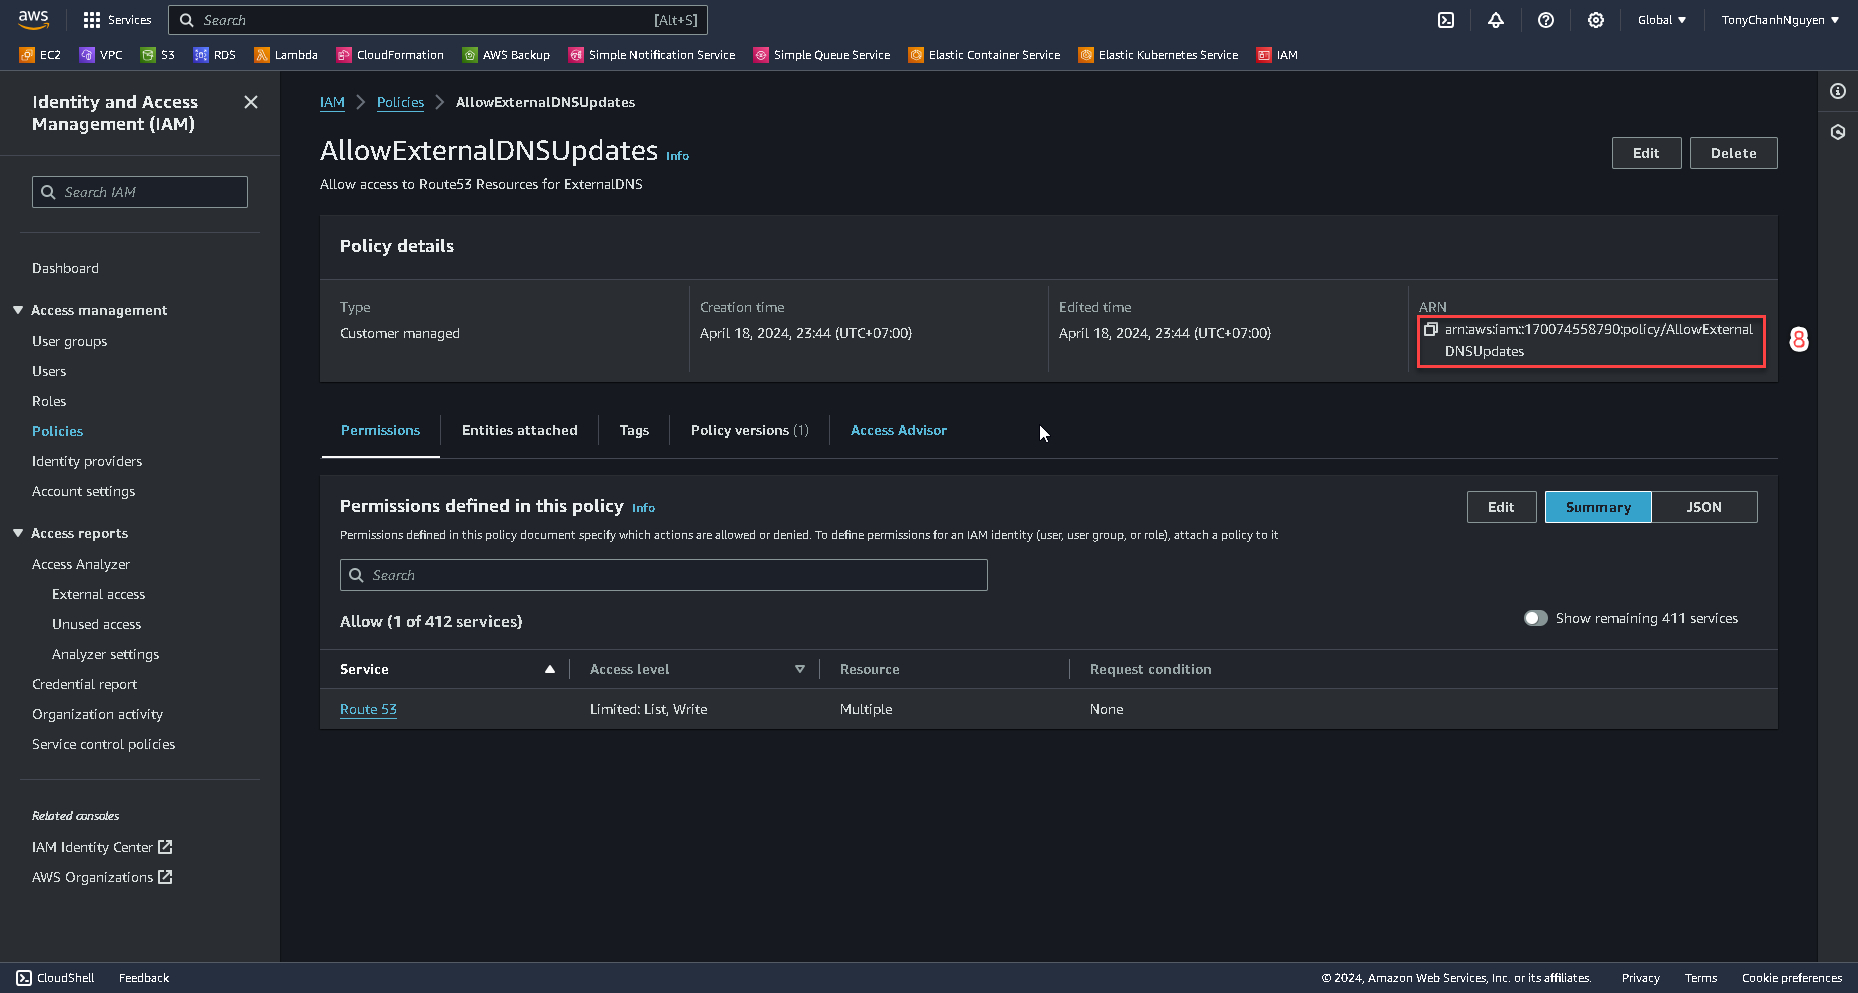 aws
Services
Search
[Alt+S]
Global
TonyChanhNguyen
EC2
VPC
S3
RDS
Lambda
CloudFormation
AWS Backup
Simple Notification Service
Simple Queue Service
Elastic Container Service
Elastic Kubernetes Service
IAM
Identity and Access
Management (IAM)
Search IAM
Dashboard
Access management
User groups
Users
Roles
Policies
Identity providers
Account settings
Access reports
Access Analyzer
External access
Unused access
Analyzer settings
Credential report
Organization activity
Service control policies
Related consoles
IAM Identity Center
AWS Organizations
IAM
Policies
AllowExternalDNSUpdates
AllowExternalDNSUpdates Info
Edit
Delete
Allow access to Route53 Resources for ExternalDNS
Policy details
Type
Customer managed
Creation time
April 18, 2024, 23:44 (UTC+07:00)
Edited time
April 18, 2024, 23:44 (UTC+07:00)
ARN
arn:aws:iam::170074558790:policy/AllowExternal
DNSUpdates
8
Permissions
Entities attached
Tags
Policy versions (1)
Access Advisor
Permissions defined in this policy Info
Edit
Summary
JSON
Permissions defined in this policy document specify which actions are allowed or denied. To define permissions for an IAM identity (user, user group, or role), attach a policy to it
Search
Allow (1 of 412 services)
Show remaining 411 services
Service
Access level
Resource
Request condition
Route 53
Limited: List, Write
Multiple
None
CloudShell
Feedback
© 2024, Amazon Web Services, Inc. or its affiliates.
Privacy
Terms
Cookie preferences